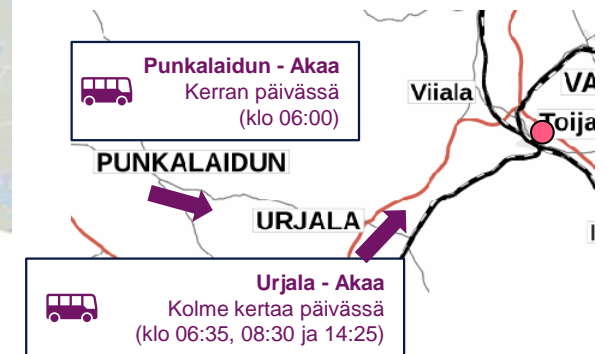 Punkalaidun - Akaa
Kerran päivässä
(klo 06:00)
Viiala
VA
Toija
PUNKALAIDUN
URJALA
Urjala - Akaa
Kolme kertaa päivässä
(klo 06:35, 08:30 ja 14:25)